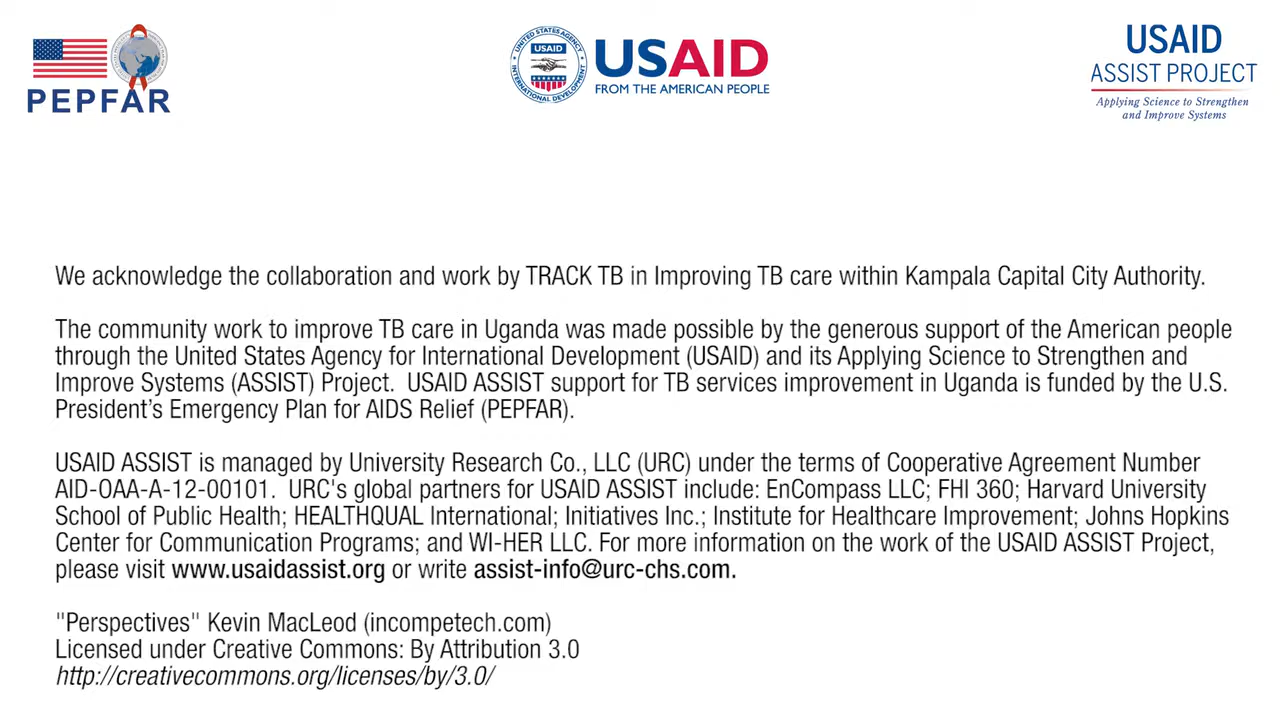 PEPFAR
UNITED STATES AGENCY
USAID
INTERNATIONAL DEVELOPMENT
USAID
FROM THE AMERICAN PEOPLE
USAID
ASSIST PROJECT
Applying Science to Strengthen
and Improve Systems
We acknowledge the collaboration and work by TRACK TB in Improving TB care within Kampala Capital City Authority.
The community work to improve TB care in Uganda was made possible by the generous support of the American people
through the United States Agency for International Development (USAID) and its Applying Science to Strengthen and
Improve Systems (ASSIST) Project.  USAID ASSIST support for TB services improvement in Uganda is funded by the U.S.
President's Emergency Plan for AIDS Relief (PEPFAR).
USAID ASSIST is managed by University Research Co., LLC (URC) under the terms of Cooperative Agreement Number
AID-OAA-A-12-00101.  URC's global partners for USAID ASSIST include: EnCompass LLC; FHI 360; Harvard University
School of Public Health; HEALTHQUAL International; Initiatives Inc.; Institute for Healthcare Improvement; Johns Hopkins
Center for Communication Programs; and WI-HER LLC. For more information on the work of the USAID ASSIST Project,
please visit www.usaidassist.org or write assist-info@urc-chs.com.
"Perspectives" Kevin MacLeod (incompetech.com)
Licensed under Creative Commons: By Attribution 3.0
http://creativecommons.org/licenses/by/3.0/